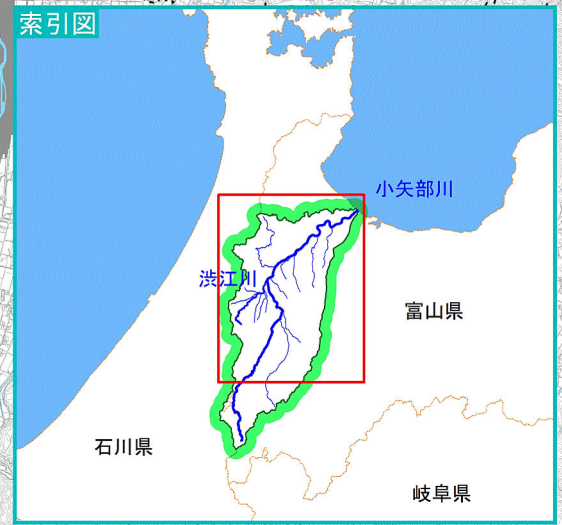 索引図
小矢部川
渋江川
富山県
石川県
岐阜県